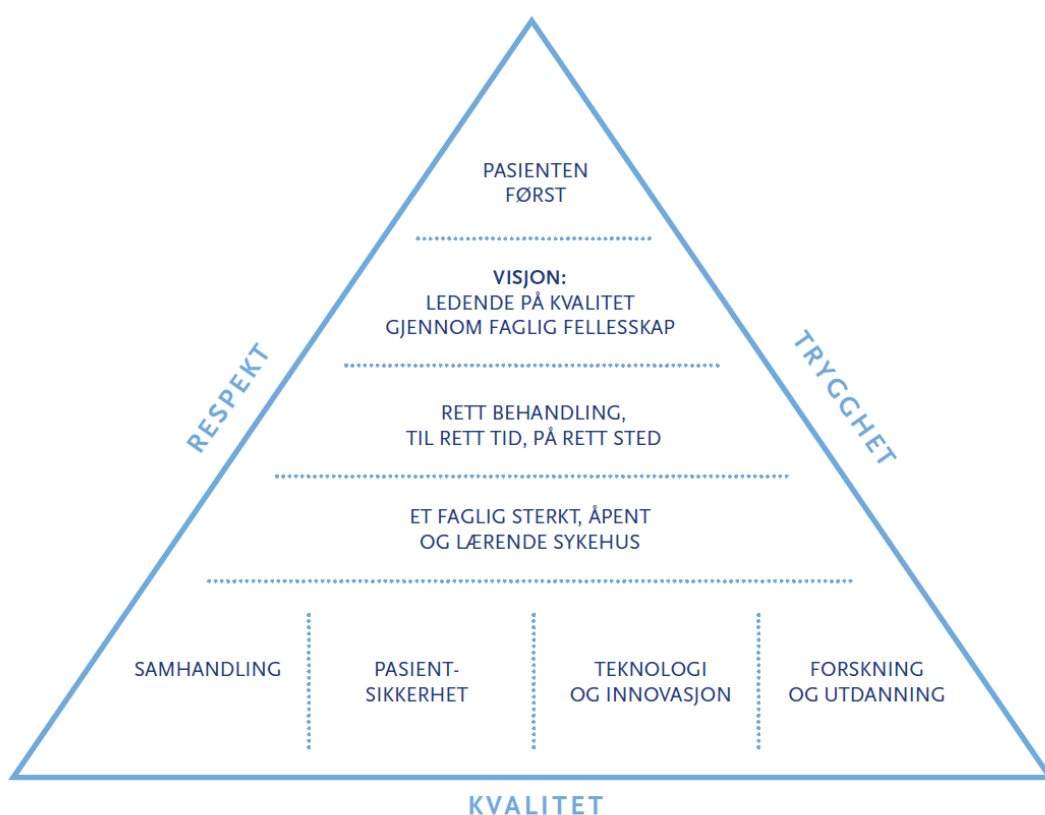 PASIENTEN
FØRST
VISJON:
LEDENDE PÅ KVALITET
GJENNOM FAGLIG FELLESSKAP
RESPEKT
TRYGGHET
RETT BEHANDLING,
TIL RETT TID, PÅ RETT STED
ET FAGLIG STERKT, ÅPENT
OG LÆRENDE SYKEHUS
SAMHANDLING
PASIENT-
SIKKERHET
TEKNOLOGI
OG INNOVASJON
FORSKNING
OG UTDANNING
KVALITET